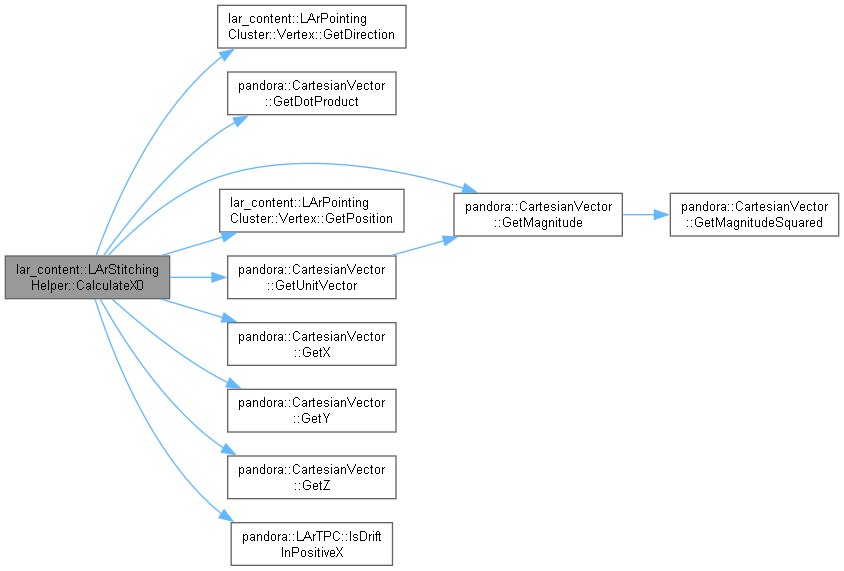 lar_content::LArPointing
Cluster::Vertex::GetDirection
pandora::CartesianVector
::GetDotProduct
lar_content::LArPointing
Cluster::Vertex::GetPosition
pandora::CartesianVector
::GetMagnitude
pandora::CartesianVector
::GetMagnitudeSquared
lar_content::LArStitching
Helper::CalculateX0
pandora::CartesianVector
::GetUnitVector
pandora::CartesianVector
::GetX
pandora::CartesianVector
::GetY
pandora::CartesianVector
::GetZ
pandora::LArTPC::IsDrift
InPositiveX